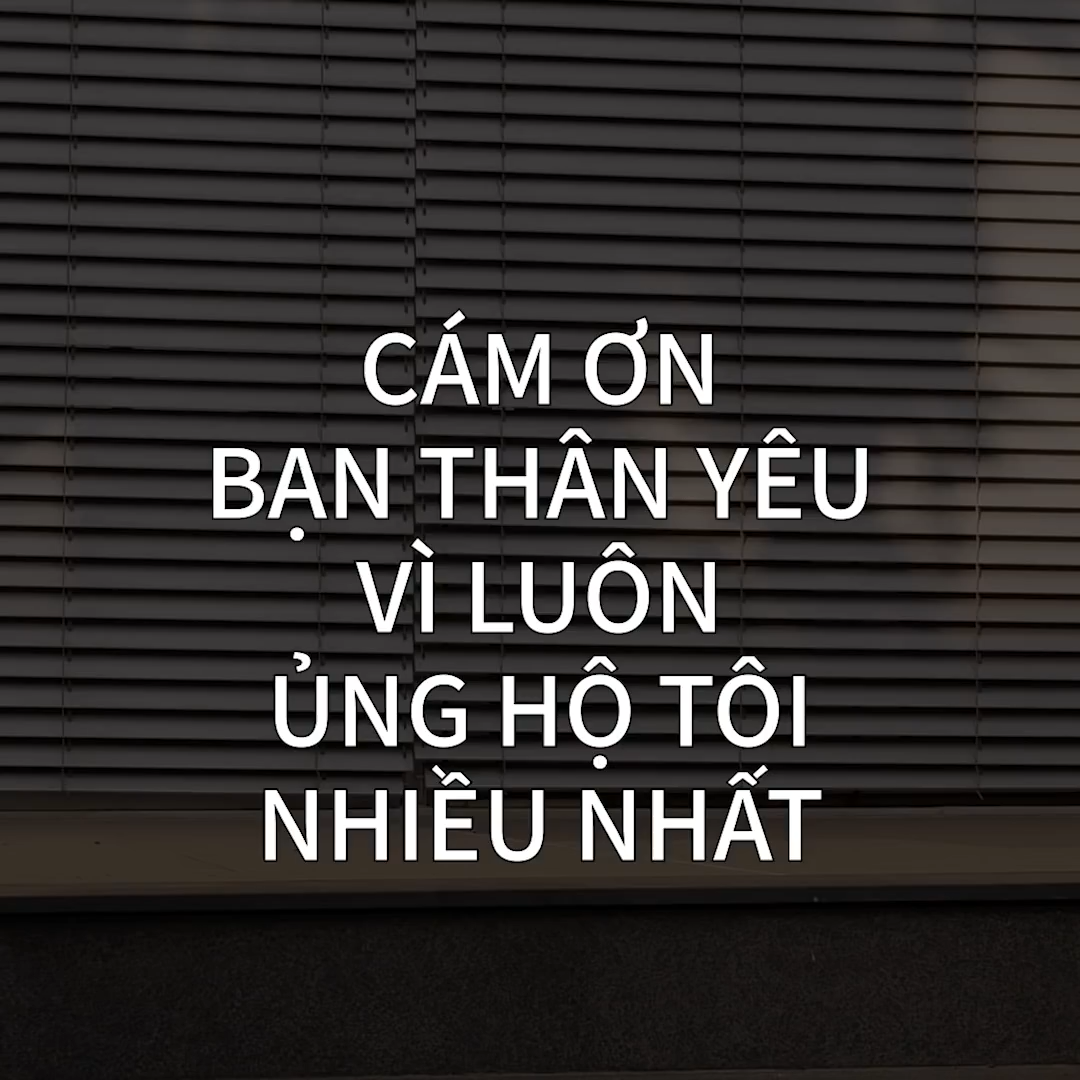 CÁM ƠN
BẠN THÂN YÊU
VÌ LUÔN
ỦNG HỘ TÔI
NHIỀU NHẤT